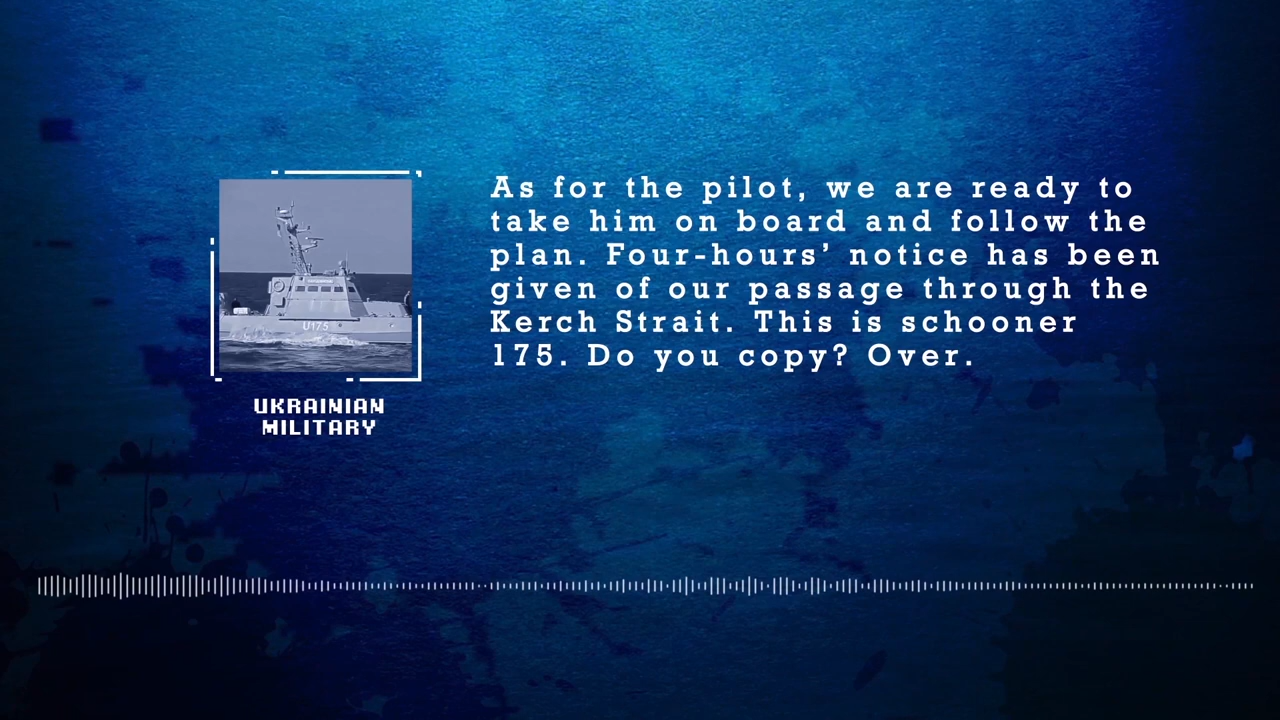 As for the pilot, we are ready to
take him on board and follow the
plan. Four-hours’ notice has been
given of our passage through the
Kerch Strait. This is schooner
175. Do you copy? Over.
U175
UKRAINIAN
MILITARY